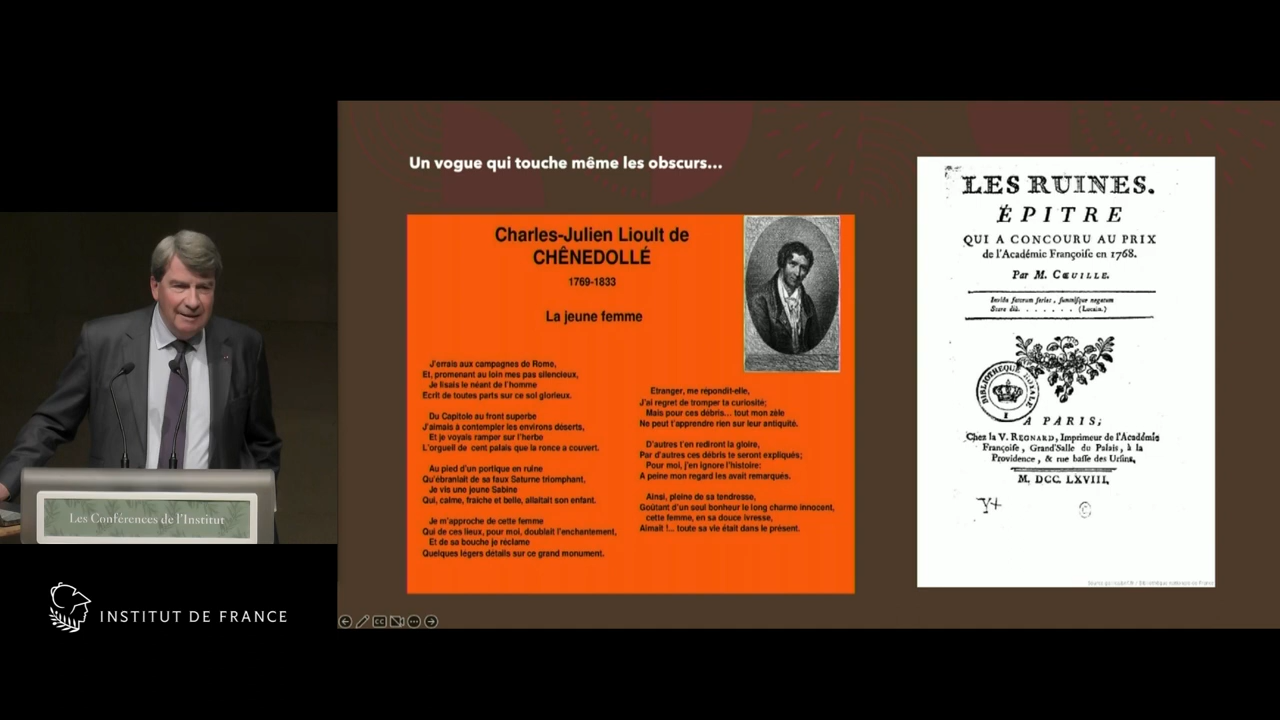 Un vogue qui touche même les obscurs...
Charles-Julien Lioult de
CHÊNEDOLLÉ
1769-1833
La jeune femme
J'errais aux campagnes de Rome,
Et, promenant au loin mes pas silencieux,
Je lisais le néant de l'homme
Ecrit de toutes parts sur ce sol glorieux.
Du Capitole au front superbe
J'aimais à contempler les environs déserts,
Et je voyais ramper sur l'herbe
L'orgueil de cent palais que la ronce a couvert.
Au pied d'un portique en ruine
Qu'ébranlait de sa faux Saturne triomphant,
Je vis une jeune Sabine
Qui, calme, fraîche et belle, allaitait son enfant.
Je m'approche de cette femme
Qui de ces lieux, pour moi, doublait l'enchantement,
Et de sa bouche je réclame
Quelques légers détails sur ce grand monument.
Etranger, me répondit-elle,
J'ai regret de tromper ta curiosité;
Mais pour ces débris... tout mon zèle
Ne peut t'apprendre rien sur leur antiquité.
D'autres t'en rediront la gloire,
Par d'autres ces débris te seront expliqués;
Pour moi, j'en ignore l'histoire:
A peine mon regard les avait remarqués.
Ainsi, pleine de sa tendresse,
Goûtant d'un seul bonheur le long charme innocent,
cette femme, en sa douce ivresse,
Aimait !... toute sa vie était dans le présent.
LES RUINES.
ÉPITRE
QUI A CONCOURU AU PRIX
de l'Académie Françoise en 1768.
Par M. CŒUILLE.
Scire dib. . . . . . . (Lucain.)
BIBLIOTHEQUE ROYALE
I
A PARIS;
Chez la V. REGNARD, Imprimeur de l'Académie
Françoise, Grand'Salle du Palais, à la
Providence, & rue basse des Ursins,
M. DCC. LXVIII.
Y+
©
Les Conférences de l'Institut
INSTITUT DE FRANCE
CC